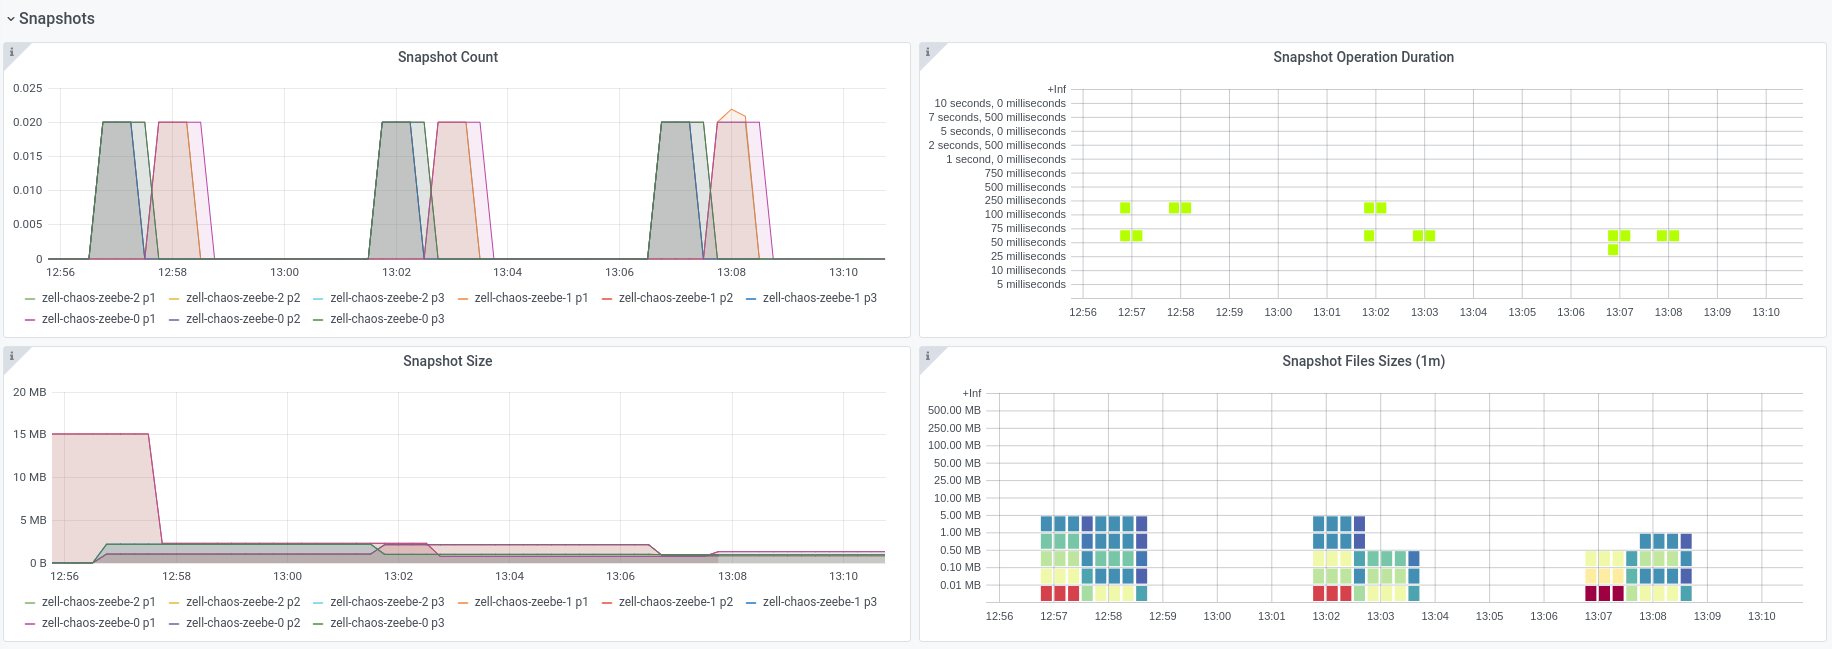 Snapshots
i
Snapshot Count
0.025
0.020
0.015
0.010
0.005
0
12:56 12:58 13:00 13:02 13:04 13:06 13:08 13:10
zell-chaos-zeebe-2 p1 zell-chaos-zeebe-2 p2 zell-chaos-zeebe-2 p3 zell-chaos-zeebe-1 p1 zell-chaos-zeebe-1 p2 zell-chaos-zeebe-1 p3
zell-chaos-zeebe-0 p1 zell-chaos-zeebe-0 p2 zell-chaos-zeebe-0 p3
i
Snapshot Operation Duration
+Inf
10 seconds, 0 milliseconds
7 seconds, 500 milliseconds
5 seconds, 0 milliseconds
2 seconds, 500 milliseconds
1 second, 0 milliseconds
750 milliseconds
500 milliseconds
250 milliseconds
100 milliseconds
75 milliseconds
50 milliseconds
25 milliseconds
10 milliseconds
5 milliseconds
12:56 12:57 12:58 12:59 13:00 13:01 13:02 13:03 13:04 13:05 13:06 13:07 13:08 13:09 13:10
i
Snapshot Size
20 MB
15 MB
10 MB
5 MB
0 B
12:56 12:58 13:00 13:02 13:04 13:06 13:08 13:10
zell-chaos-zeebe-2 p1 zell-chaos-zeebe-2 p2 zell-chaos-zeebe-2 p3 zell-chaos-zeebe-1 p1 zell-chaos-zeebe-1 p2 zell-chaos-zeebe-1 p3
zell-chaos-zeebe-0 p1 zell-chaos-zeebe-0 p2 zell-chaos-zeebe-0 p3
i
Snapshot Files Sizes (1m)
+Inf
500.00 MB
250.00 MB
100.00 MB
50.00 MB
25.00 MB
10.00 MB
5.00 MB
1.00 MB
0.50 MB
0.10 MB
0.01 MB
12:56 12:57 12:58 12:59 13:00 13:01 13:02 13:03 13:04 13:05 13:06 13:07 13:08 13:09 13:10